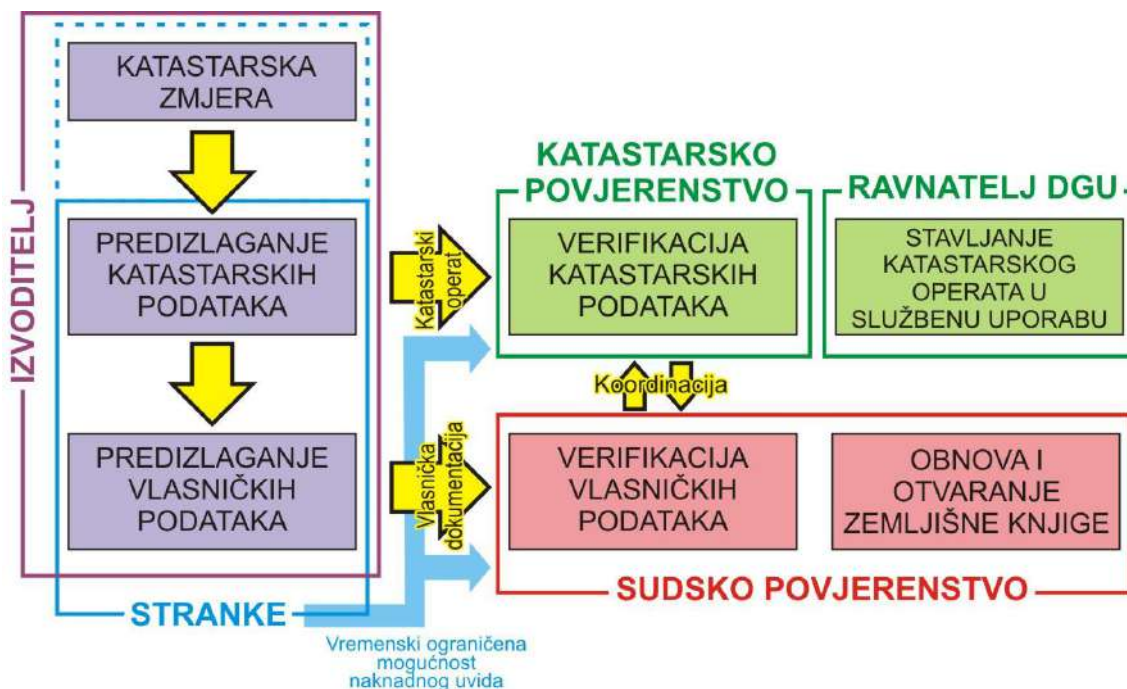 IZVODITELJ
KATASTARSKA
ZMJERA
PREDIZLAGANJE
KATASTARSKIH
PODATAKA
PREDIZLAGANJE
VLASNIČKIH
PODATAKA
STRANKE
Katastarski
operat
Vlasnička
dokumentacija
Vremenski ograničena
mogućnost
naknadnog uvida
KATASTARSKO
POVJERENSTVO
VERIFIKACIJA
KATASTARSKIH
PODATAKA
RAVNATELJ DGU
STAVLJANJE
KATASTARSKOG
OPERATA U
SLUŽBENU UPORABU
Koordinacija
VERIFIKACIJA
VLASNIČKIH
PODATAKA
OBNOVA I
OTVARANJE
ZEMLJIŠNE KNJIGE
SUDSKO POVJERENSTVO